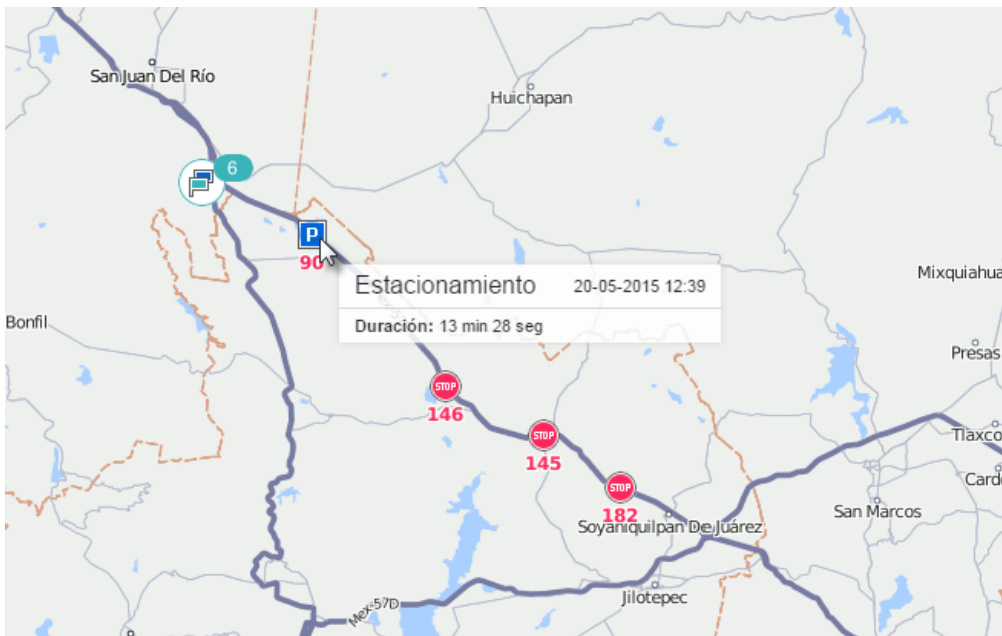 San Juan Del Río
Huichapan
6
P
90
Mixquiahua
Estacionamiento 20-05-2015 12:39
Duración: 13 min 28 seg
Bonfil
Presas
STOP
146
STOP
145
Tlaxco
Card
STOP
182
San Marcos
Soyaniquilpan De Juárez
Jilotepec
Mex-57D